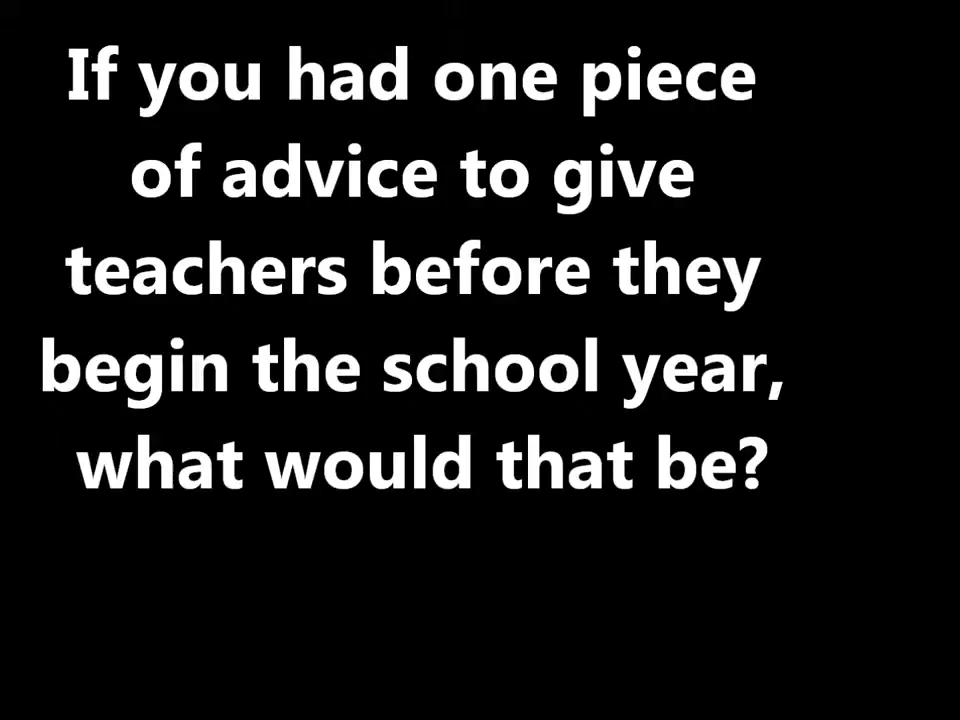 If you had one piece
of advice to give
teachers before they
begin the school year,
what would that be?